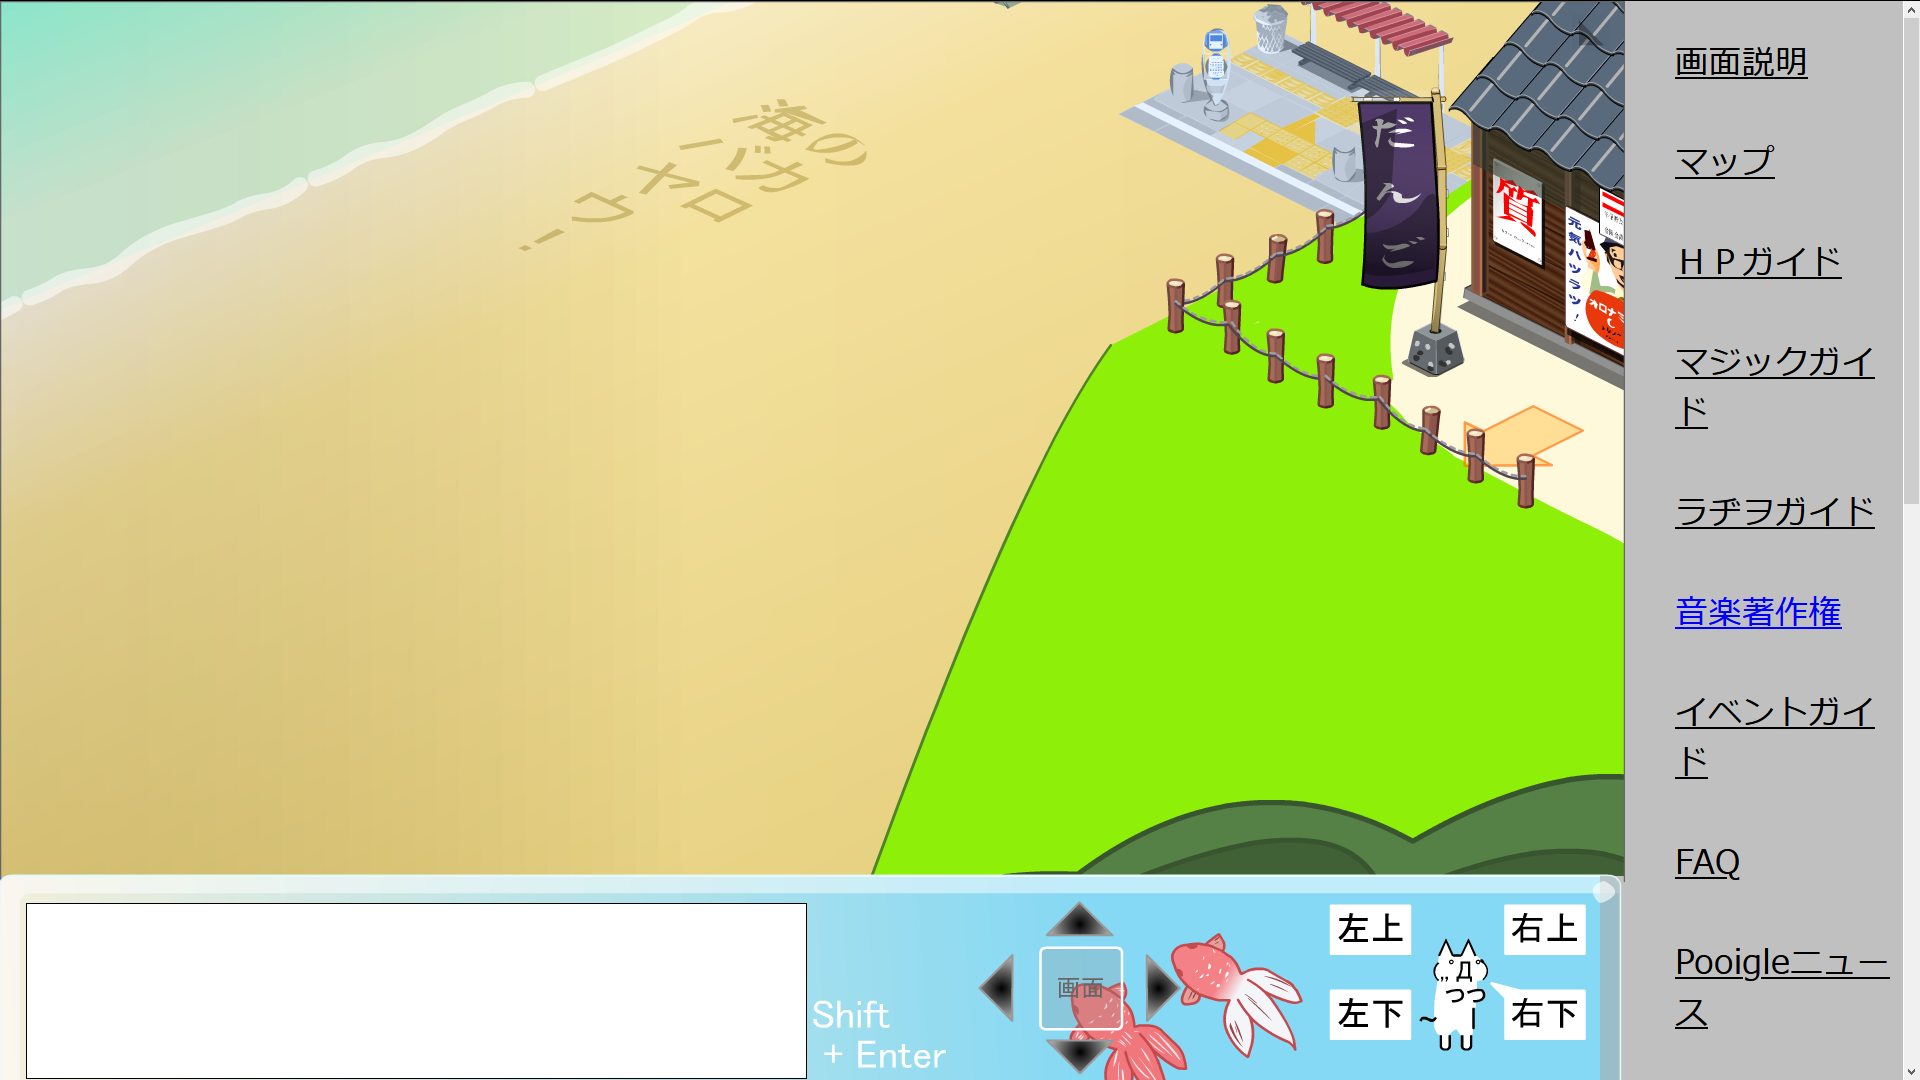 海の
バカ
ヤロー
ウ!
だんご
質
元気ハツラツ!
オロナミ
C
画面
Shift
+ Enter
左上
右上
左下
右下
画面説明
マップ
HPガイド
マジックガイ
ド
ラヂヲガイド
音楽著作権
イベントガイ
ド
FAQ
Pooigleニュー
ス